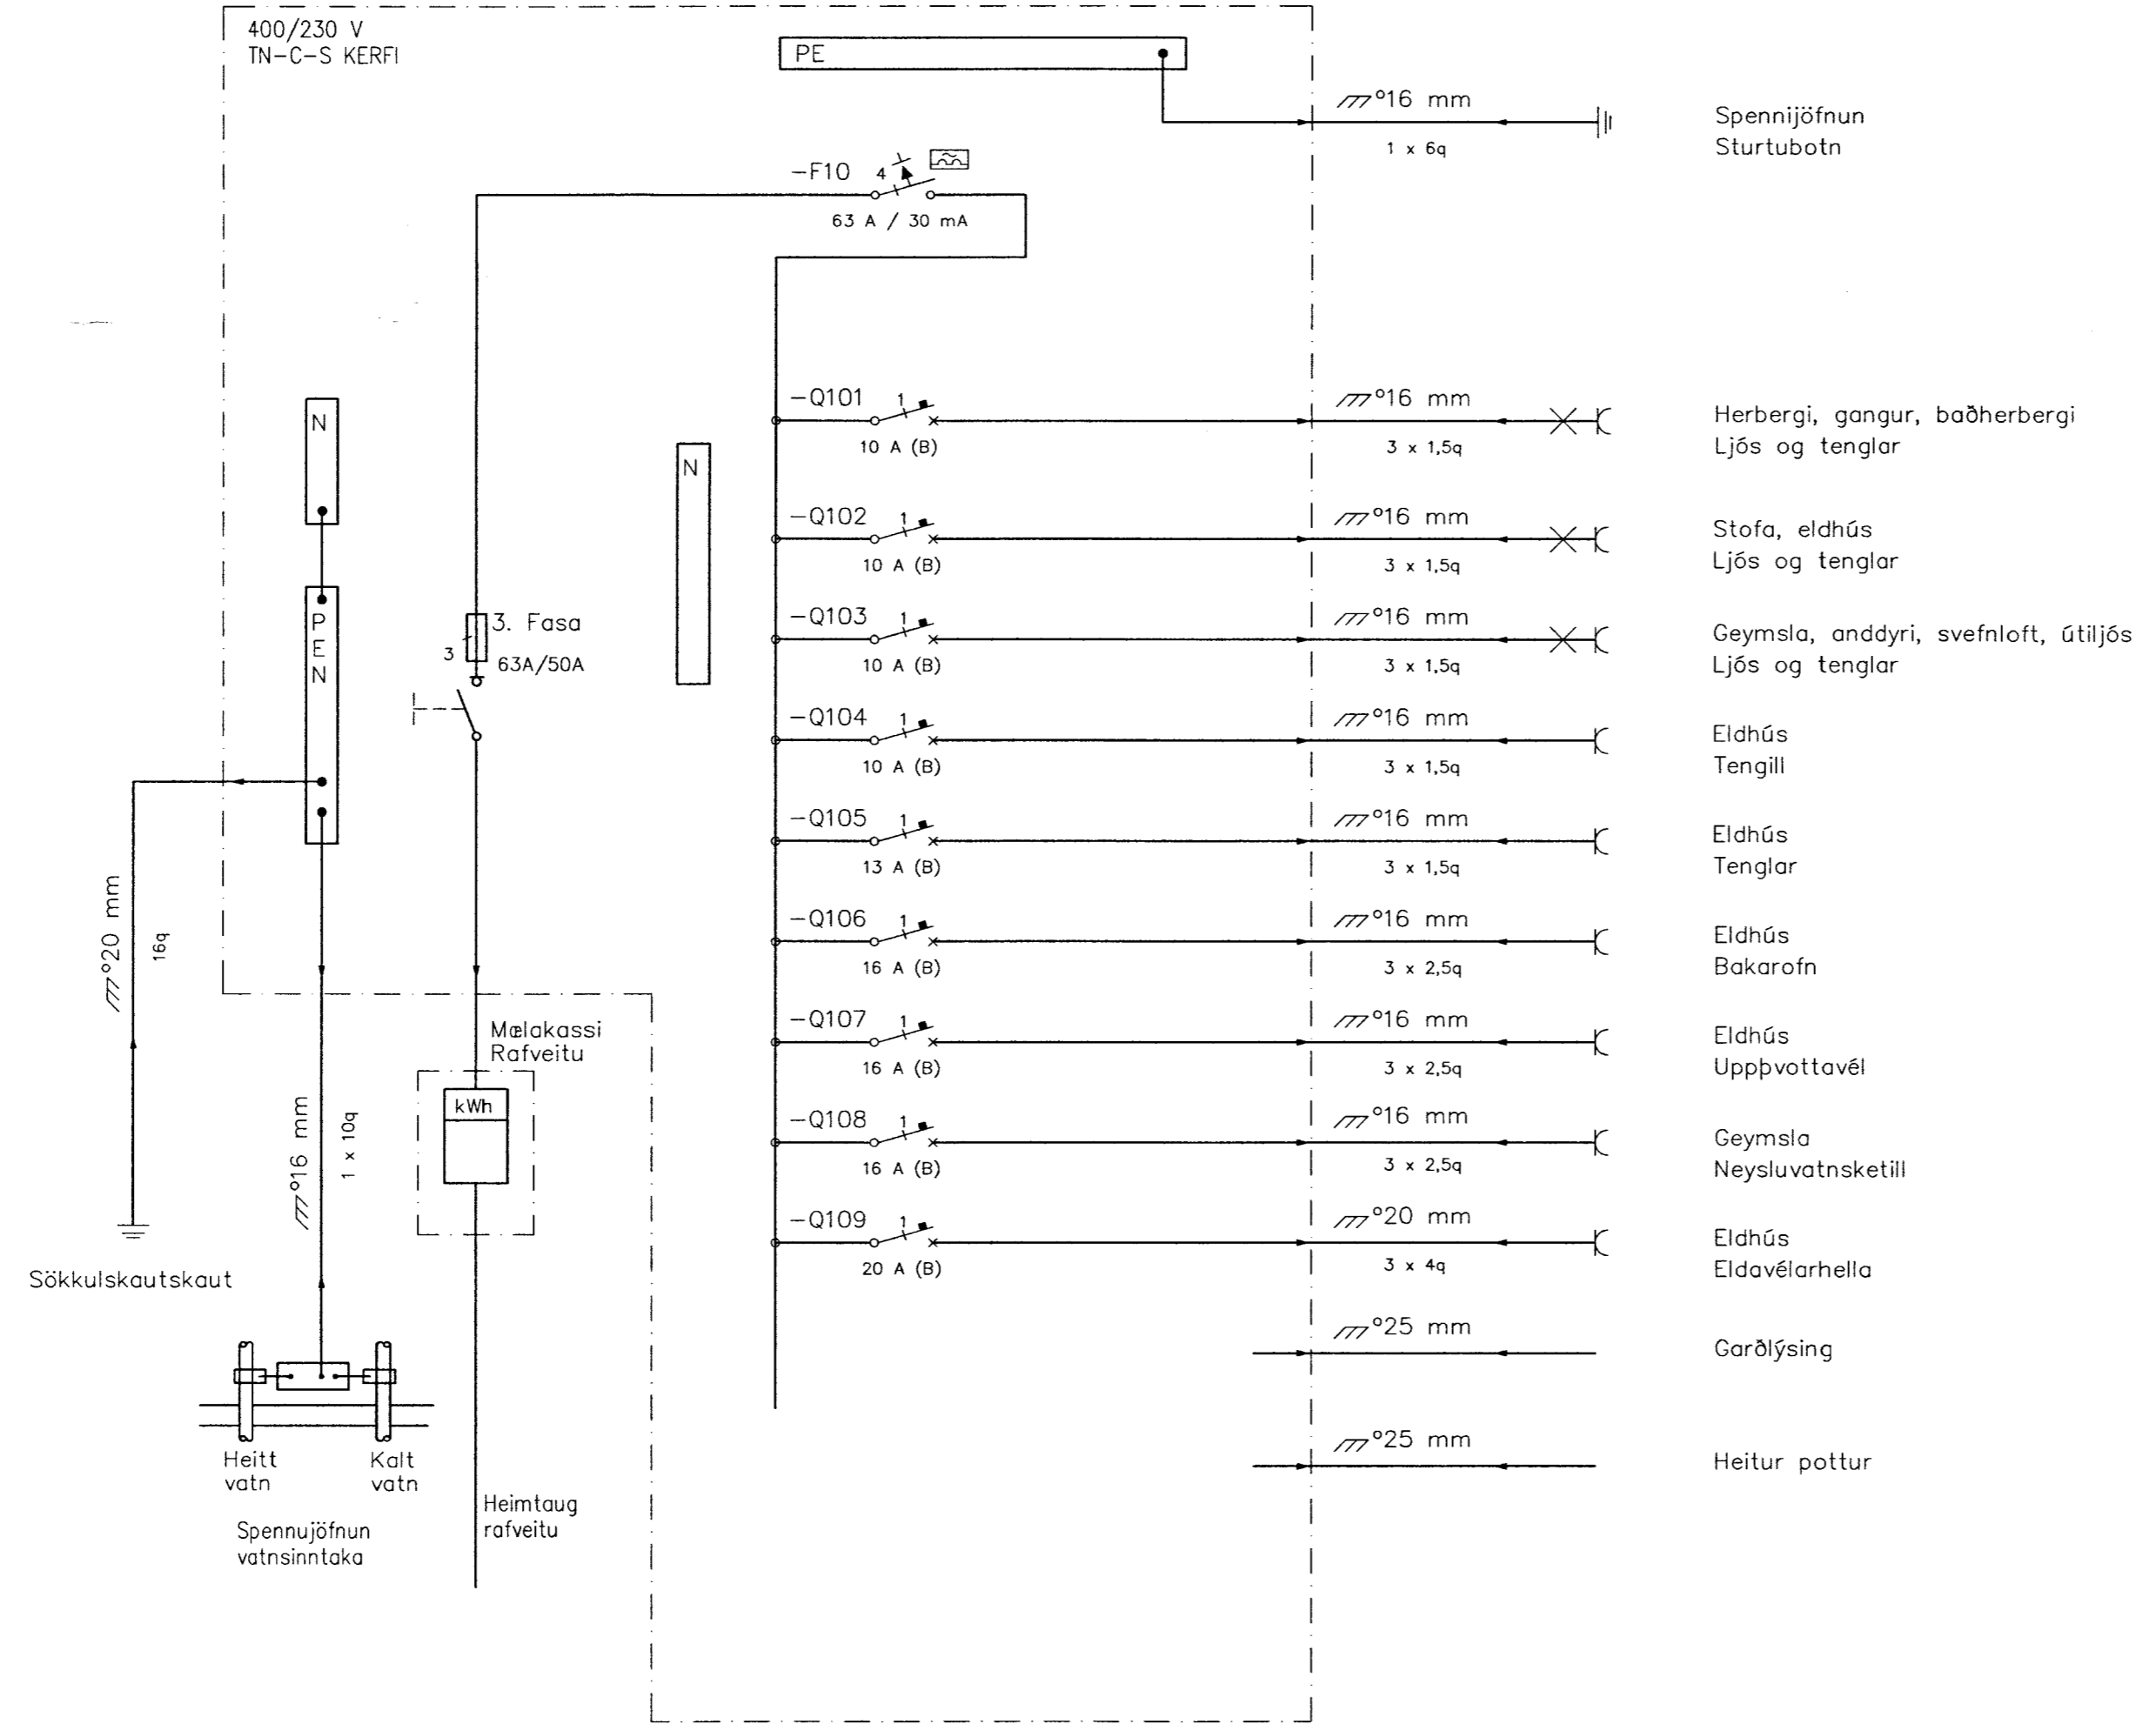 400/230 V
TN-C-S KERFI
PE
°16 mm
1 x 6q
Spennijöfnun
Sturtubotn
-F10
4
63 A / 30 mA
-Q101
1
10 A (B)
°16 mm
3 x 1,5q
Herbergi, gangur, baðherbergi
Ljós og tenglar
-Q102
1
10 A (B)
°16 mm
3 x 1,5q
Stofa, eldhús
Ljós og tenglar
-Q103
1
10 A (B)
°16 mm
3 x 1,5q
Geymsla, anddyri, svefnloft, útiljós
Ljós og tenglar
-Q104
1
10 A (B)
°16 mm
3 x 1,5q
Eldhús
Tengill
-Q105
1
13 A (B)
°16 mm
3 x 1,5q
Eldhús
Tenglar
-Q106
1
16 A (B)
°16 mm
3 x 2,5q
Eldhús
Bakarofn
-Q107
1
16 A (B)
°16 mm
3 x 2,5q
Eldhús
Uppþvottavél
-Q108
1
16 A (B)
°16 mm
3 x 2,5q
Geymsla
Neysluvatnsketill
-Q109
1
20 A (B)
°20 mm
3 x 4q
Eldhús
Eldavélarhella
°25 mm
Garðlýsing
°25 mm
Heitur pottur
N
N
PEN
3. Fasa
3
63A/50A
°20 mm
16q
Sökkulskautskaut
°16 mm
1 x 10q
Mælakassi
Rafveitu
kWh
Heitt
vatn
Kalt
vatn
Spennujöfnun
vatnsinntaka
Heimtaug
rafveitu